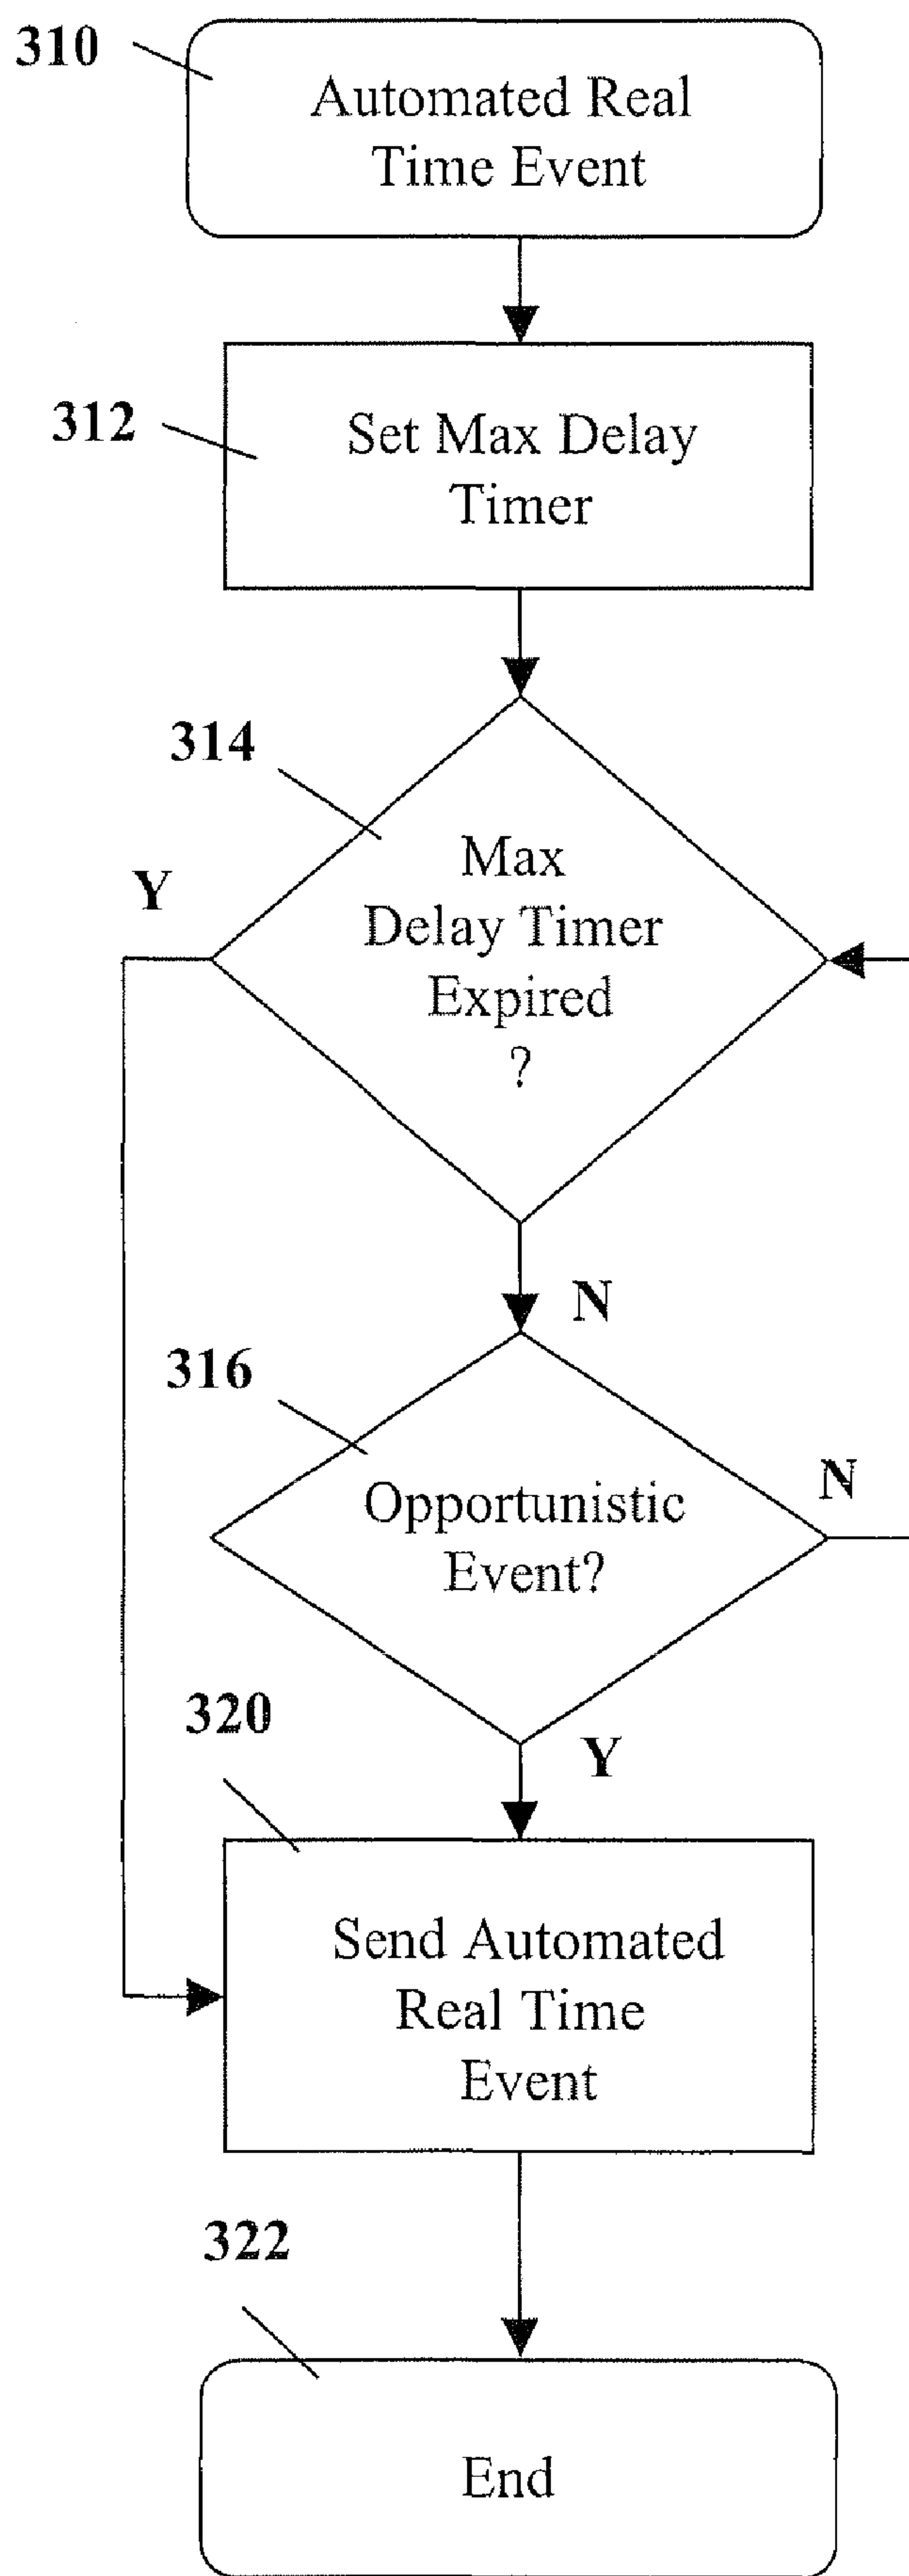 310
Automated Real
Time Event
312
Set Max Delay
Timer
314
Y
Max
Delay Timer
Expired
?
N
316
N
Opportunistic
Event?
320
Y
Send Automated
Real Time
Event
322
End